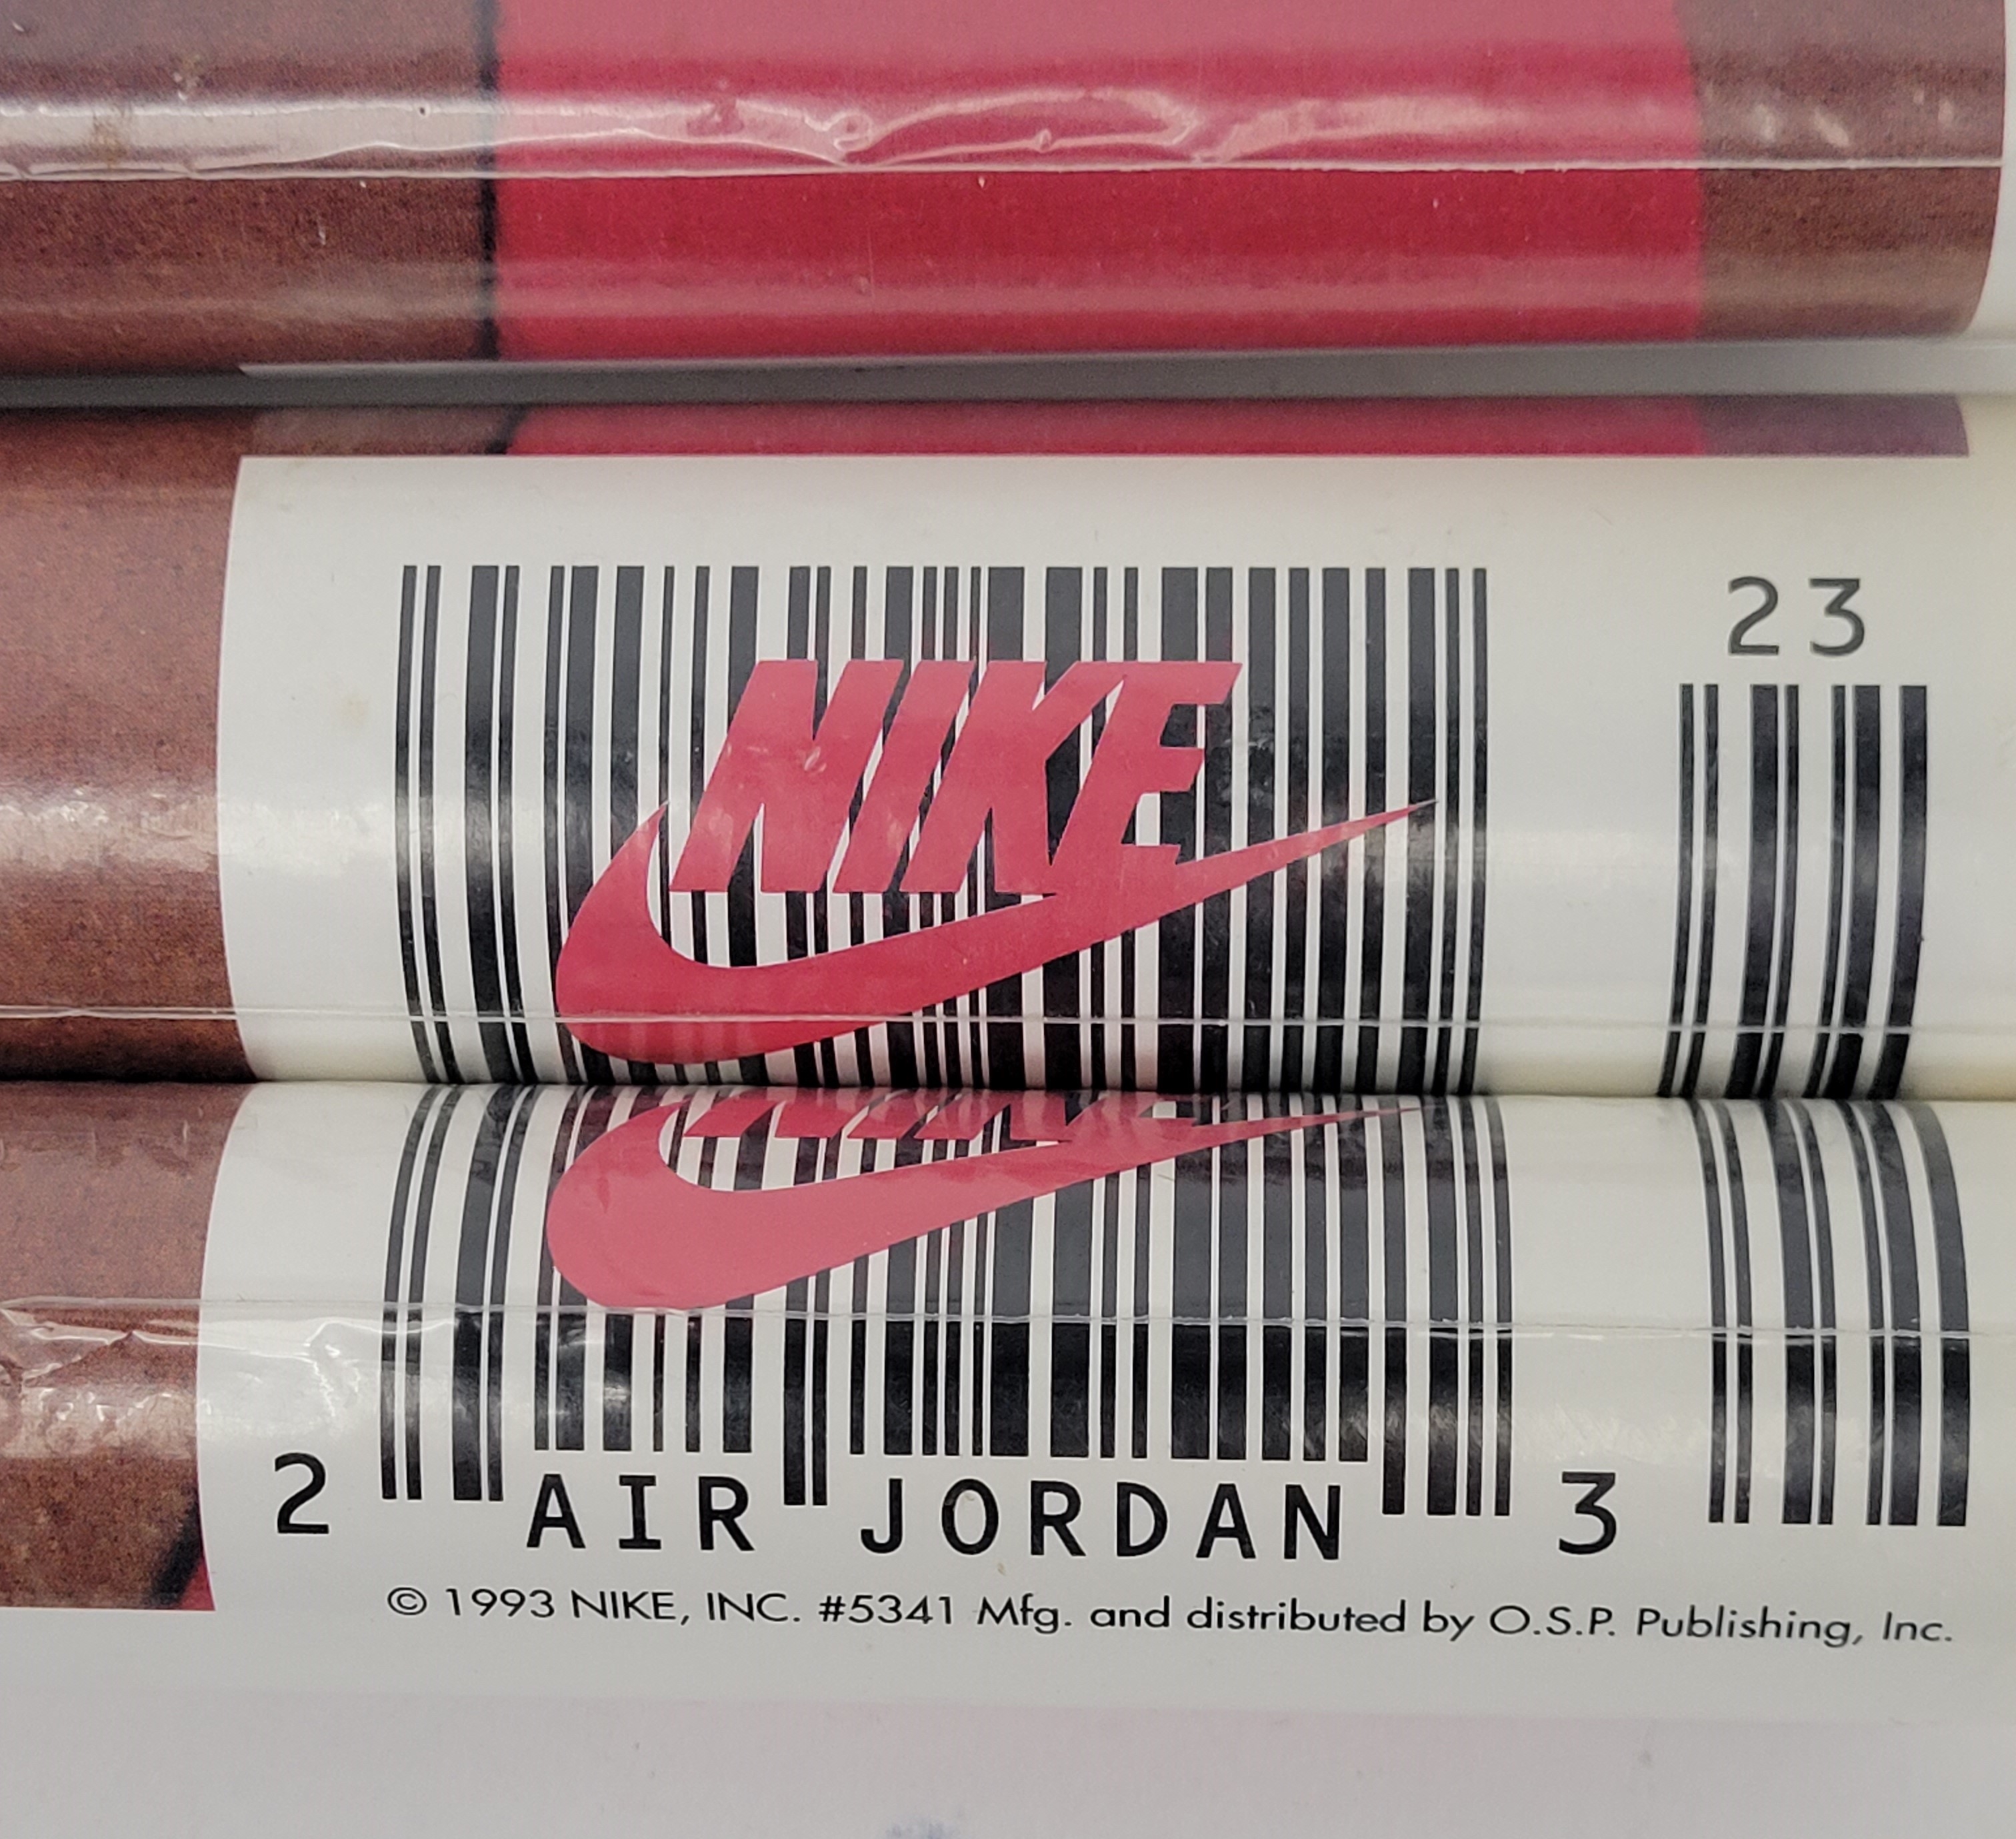 23
NIKE
2 AIR JORDAN 3
© 1993 NIKE, INC. #5341 Mfg. and distributed by O.S.P. Publishing, Inc.